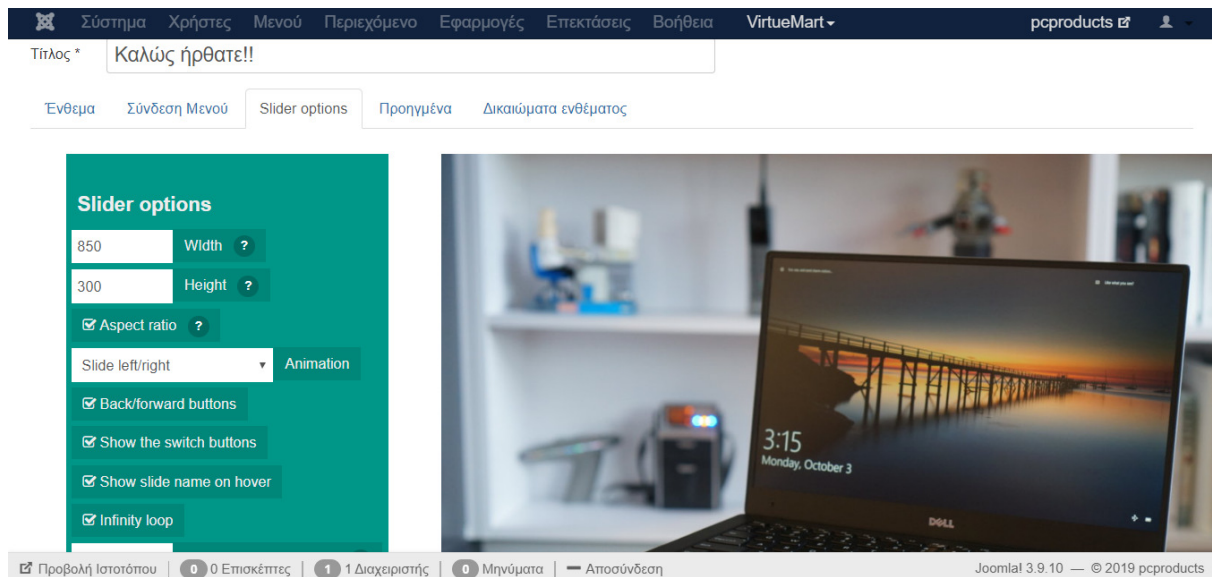 Σύστημα Χρήστες Μενού Περιεχόμενο Εφαρμογές Επεκτάσεις Βοήθεια VirtueMart pcproducts
Τίτλος * Καλώς ήρθατε!!
Ένθεμα Σύνδεση Μενού Slider options Προηγμένα Δικαιώματα ενθέματος
Slider options
850 WIdth ?
300 Height ?
Aspect ratio ?
Slide left/right Animation
Back/forward buttons
Show the switch buttons
Show slide name on hover
Infinity loop
3:15
Monday, October 3
DELL
Προβολή Ιστοτόπου 0 0 Επισκέπτες 1 1 Διαχειριστής 0 Μηνύματα Αποσύνδεση Joomla! 3.9.10 — © 2019 pcproducts